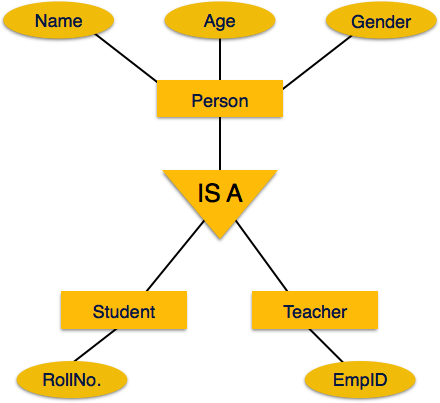 Name
Age
Gender
Person
IS A
Student
Teacher
RollNo.
EmpID